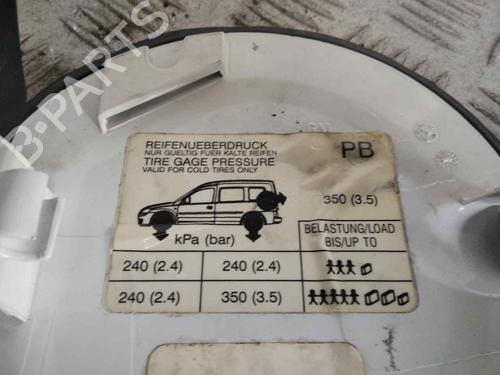 B-PARTS
REIFENUEBERDRUCK
NUR GUELTIG FUER KALTE REIFEN
TIRE GAGE PRESSURE
VALID FOR COLD TIRES ONLY
PB
350 (3.5)
kPa (bar)
BELASTUNG/LOAD
BIS/UP TO
240 (2.4) 240 (2.4)
240 (2.4) 350 (3.5)